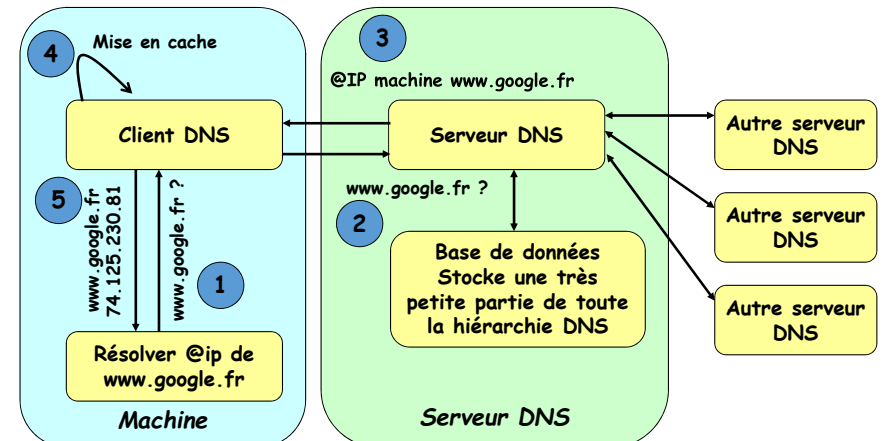 4
Mise en cache
3
@IP machine www.google.fr
Client DNS
Serveur DNS
Autre serveur
DNS
5
www.google.fr
74.125.230.81
www.google.fr ?
1
www.google.fr ?
2
Base de données
Stocke une très
petite partie de toute
la hiérarchie DNS
Autre serveur
DNS
Autre serveur
DNS
Résolver @ip de
www.google.fr
Machine
Serveur DNS